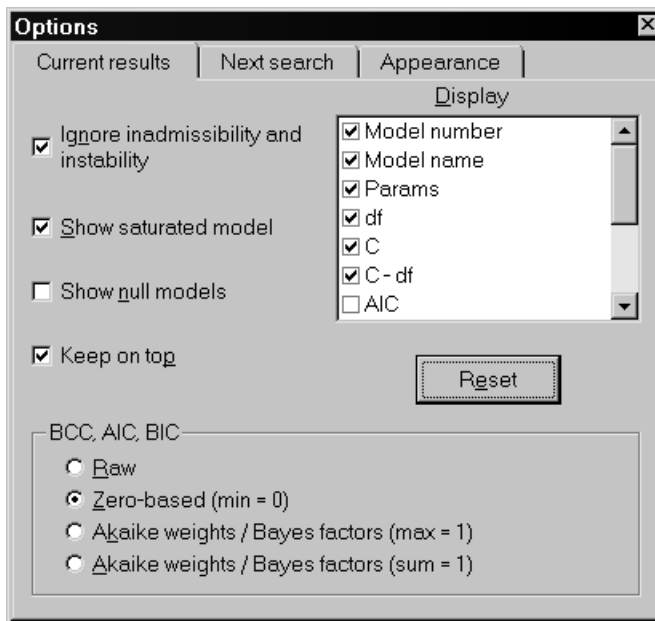 Options
Current results
Next search
Appearance
Ignore inadmissibility and
instability
Show saturated model
Show null models
Keep on top
Display
Model number
Model name
Params
df
C
C - df
AIC
Reset
BCC, AIC, BIC
Raw
Zero-based (min = 0)
Akaike weights / Bayes factors (max = 1)
Akaike weights / Bayes factors (sum = 1)